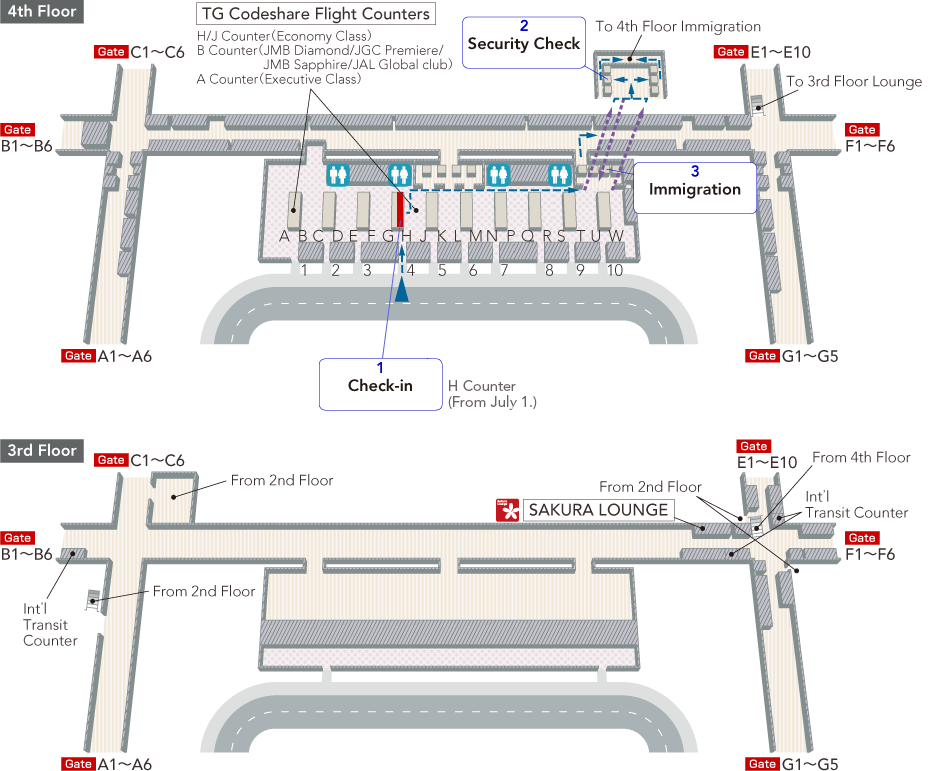 4th Floor
TG Codeshare Flight Counters
H/J Counter(Economy Class)
B Counter(JMB Diamond/JGC Premiere/
JMB Sapphire/JAL Global club)
A Counter(Executive Class)
2
Security Check
To 4th Floor Immigration
Gate C1～C6
Gate E1～E10
To 3rd Floor Lounge
Gate
B1～B6
Gate
F1～F6
3
Immigration
A B C D E F G H J K L M N P Q R S T U W
1 2 3 4 5 6 7 8 9 10
Gate A1～A6
Gate G1～G5
1
Check-in
H Counter
(From July 1.)
3rd Floor
Gate C1～C6
From 2nd Floor
Gate
E1～E10
From 4th Floor
From 2nd Floor
Int'l
Transit Counter
SAKURA LOUNGE
Gate
B1～B6
Gate
F1～F6
From 2nd Floor
Int'l
Transit
Counter
Gate A1～A6
Gate G1～G5